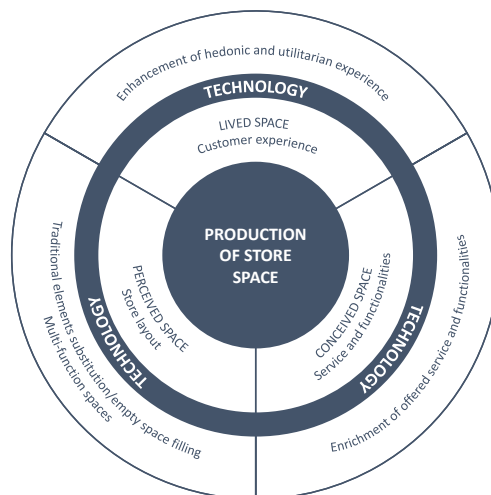 Enhancement of hedonic and utilitarian experience
TECHNOLOGY
LIVED SPACE
Customer experience
PRODUCTION
OF STORE
SPACE
PERCEIVED SPACE
Store layout
TECHNOLOGY
Traditional elements substitution/empty space filling
Multi-function spaces
CONCEIVED SPACE
Service and functionalities
TECHNOLOGY
Enrichment of offered service and functionalities